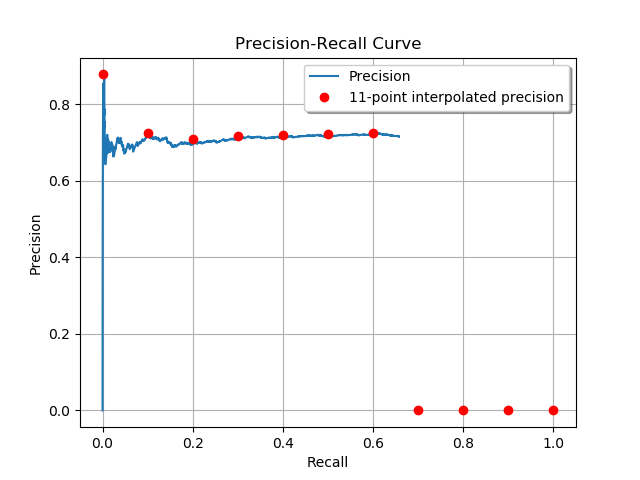 Precision-Recall Curve
Precision
11-point interpolated precision
Precision
0.8
0.6
0.4
0.2
0.0
0.0 0.2 0.4 0.6 0.8 1.0
Recall